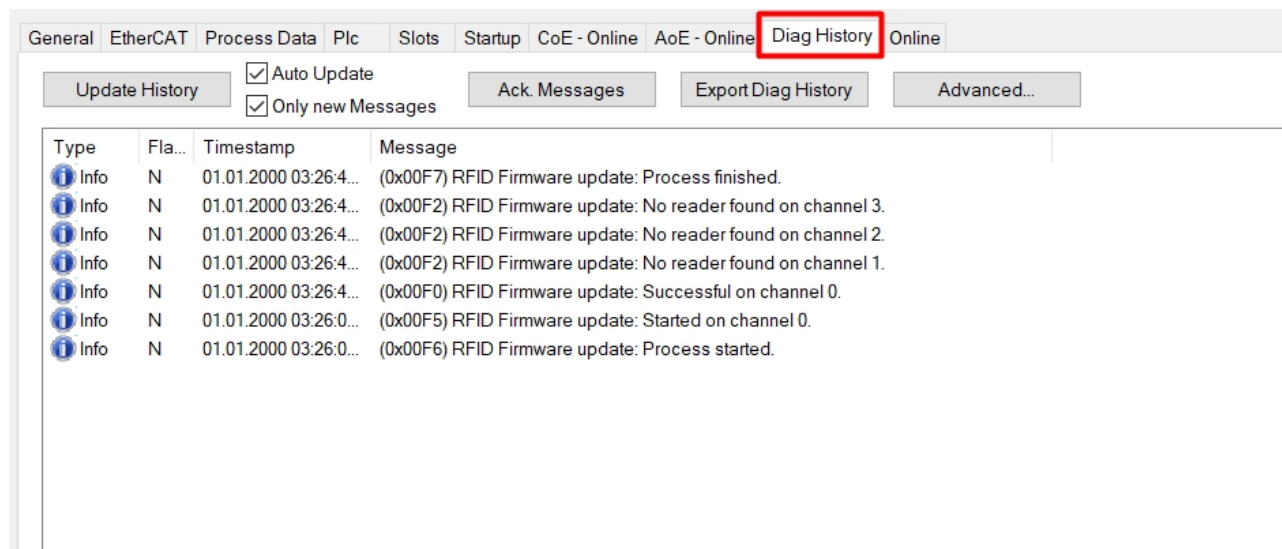 General EtherCAT Process Data Plc Slots Startup CoE - Online AoE - Online Diag History Online
Update History
Auto Update
Only new Messages
Ack. Messages
Export Diag History
Advanced...
Type Fla... Timestamp Message
Info N 01.01.2000 03:26:4... (0x00F7) RFID Firmware update: Process finished.
Info N 01.01.2000 03:26:4... (0x00F2) RFID Firmware update: No reader found on channel 3.
Info N 01.01.2000 03:26:4... (0x00F2) RFID Firmware update: No reader found on channel 2.
Info N 01.01.2000 03:26:4... (0x00F2) RFID Firmware update: No reader found on channel 1.
Info N 01.01.2000 03:26:4... (0x00F0) RFID Firmware update: Successful on channel 0.
Info N 01.01.2000 03:26:0... (0x00F5) RFID Firmware update: Started on channel 0.
Info N 01.01.2000 03:26:0... (0x00F6) RFID Firmware update: Process started.